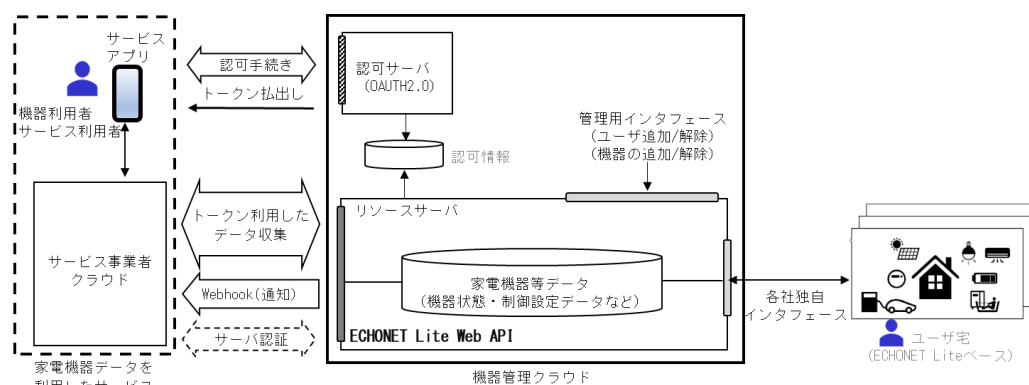 サービス
アプリ
機器利用者
サービス利用者
サービス事業者
クラウド
家電機器データを
利用したサービス
認可手続き
トークン払出し
トークン利用した
データ収集
Webhook(通知)
サーバ認証
認可サーバ
(OAUTH2.0)
認可情報
管理用インタフェース
(ユーザ追加/解除)
(機器の追加/解除)
リソースサーバ
家電機器等データ
(機器状態・制御設定データなど)
ECHONET Lite Web API
機器管理クラウド
各社独自
インタフェース
ユーザ宅
(ECHONET Liteベース)